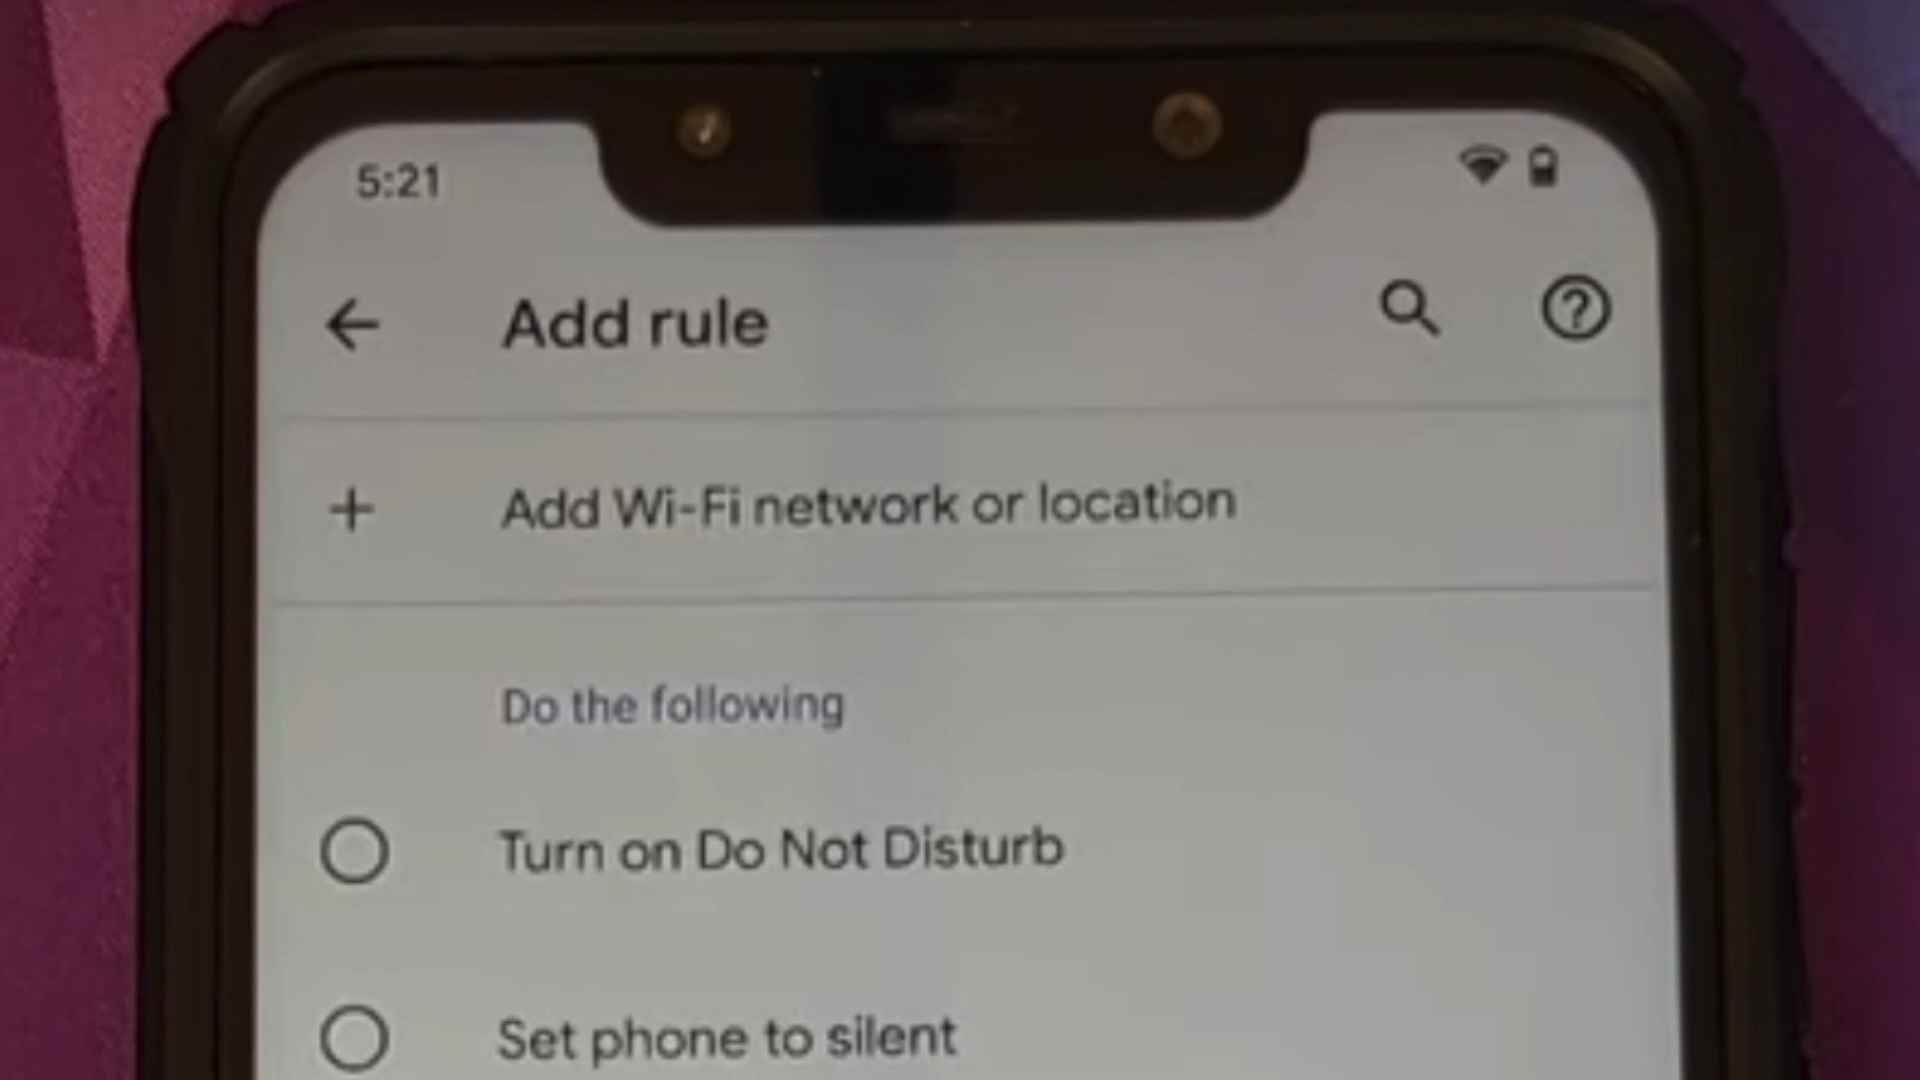 5:21
Add rule
Add Wi-Fi network or location
Do the following
Turn on Do Not Disturb
Set phone to silent